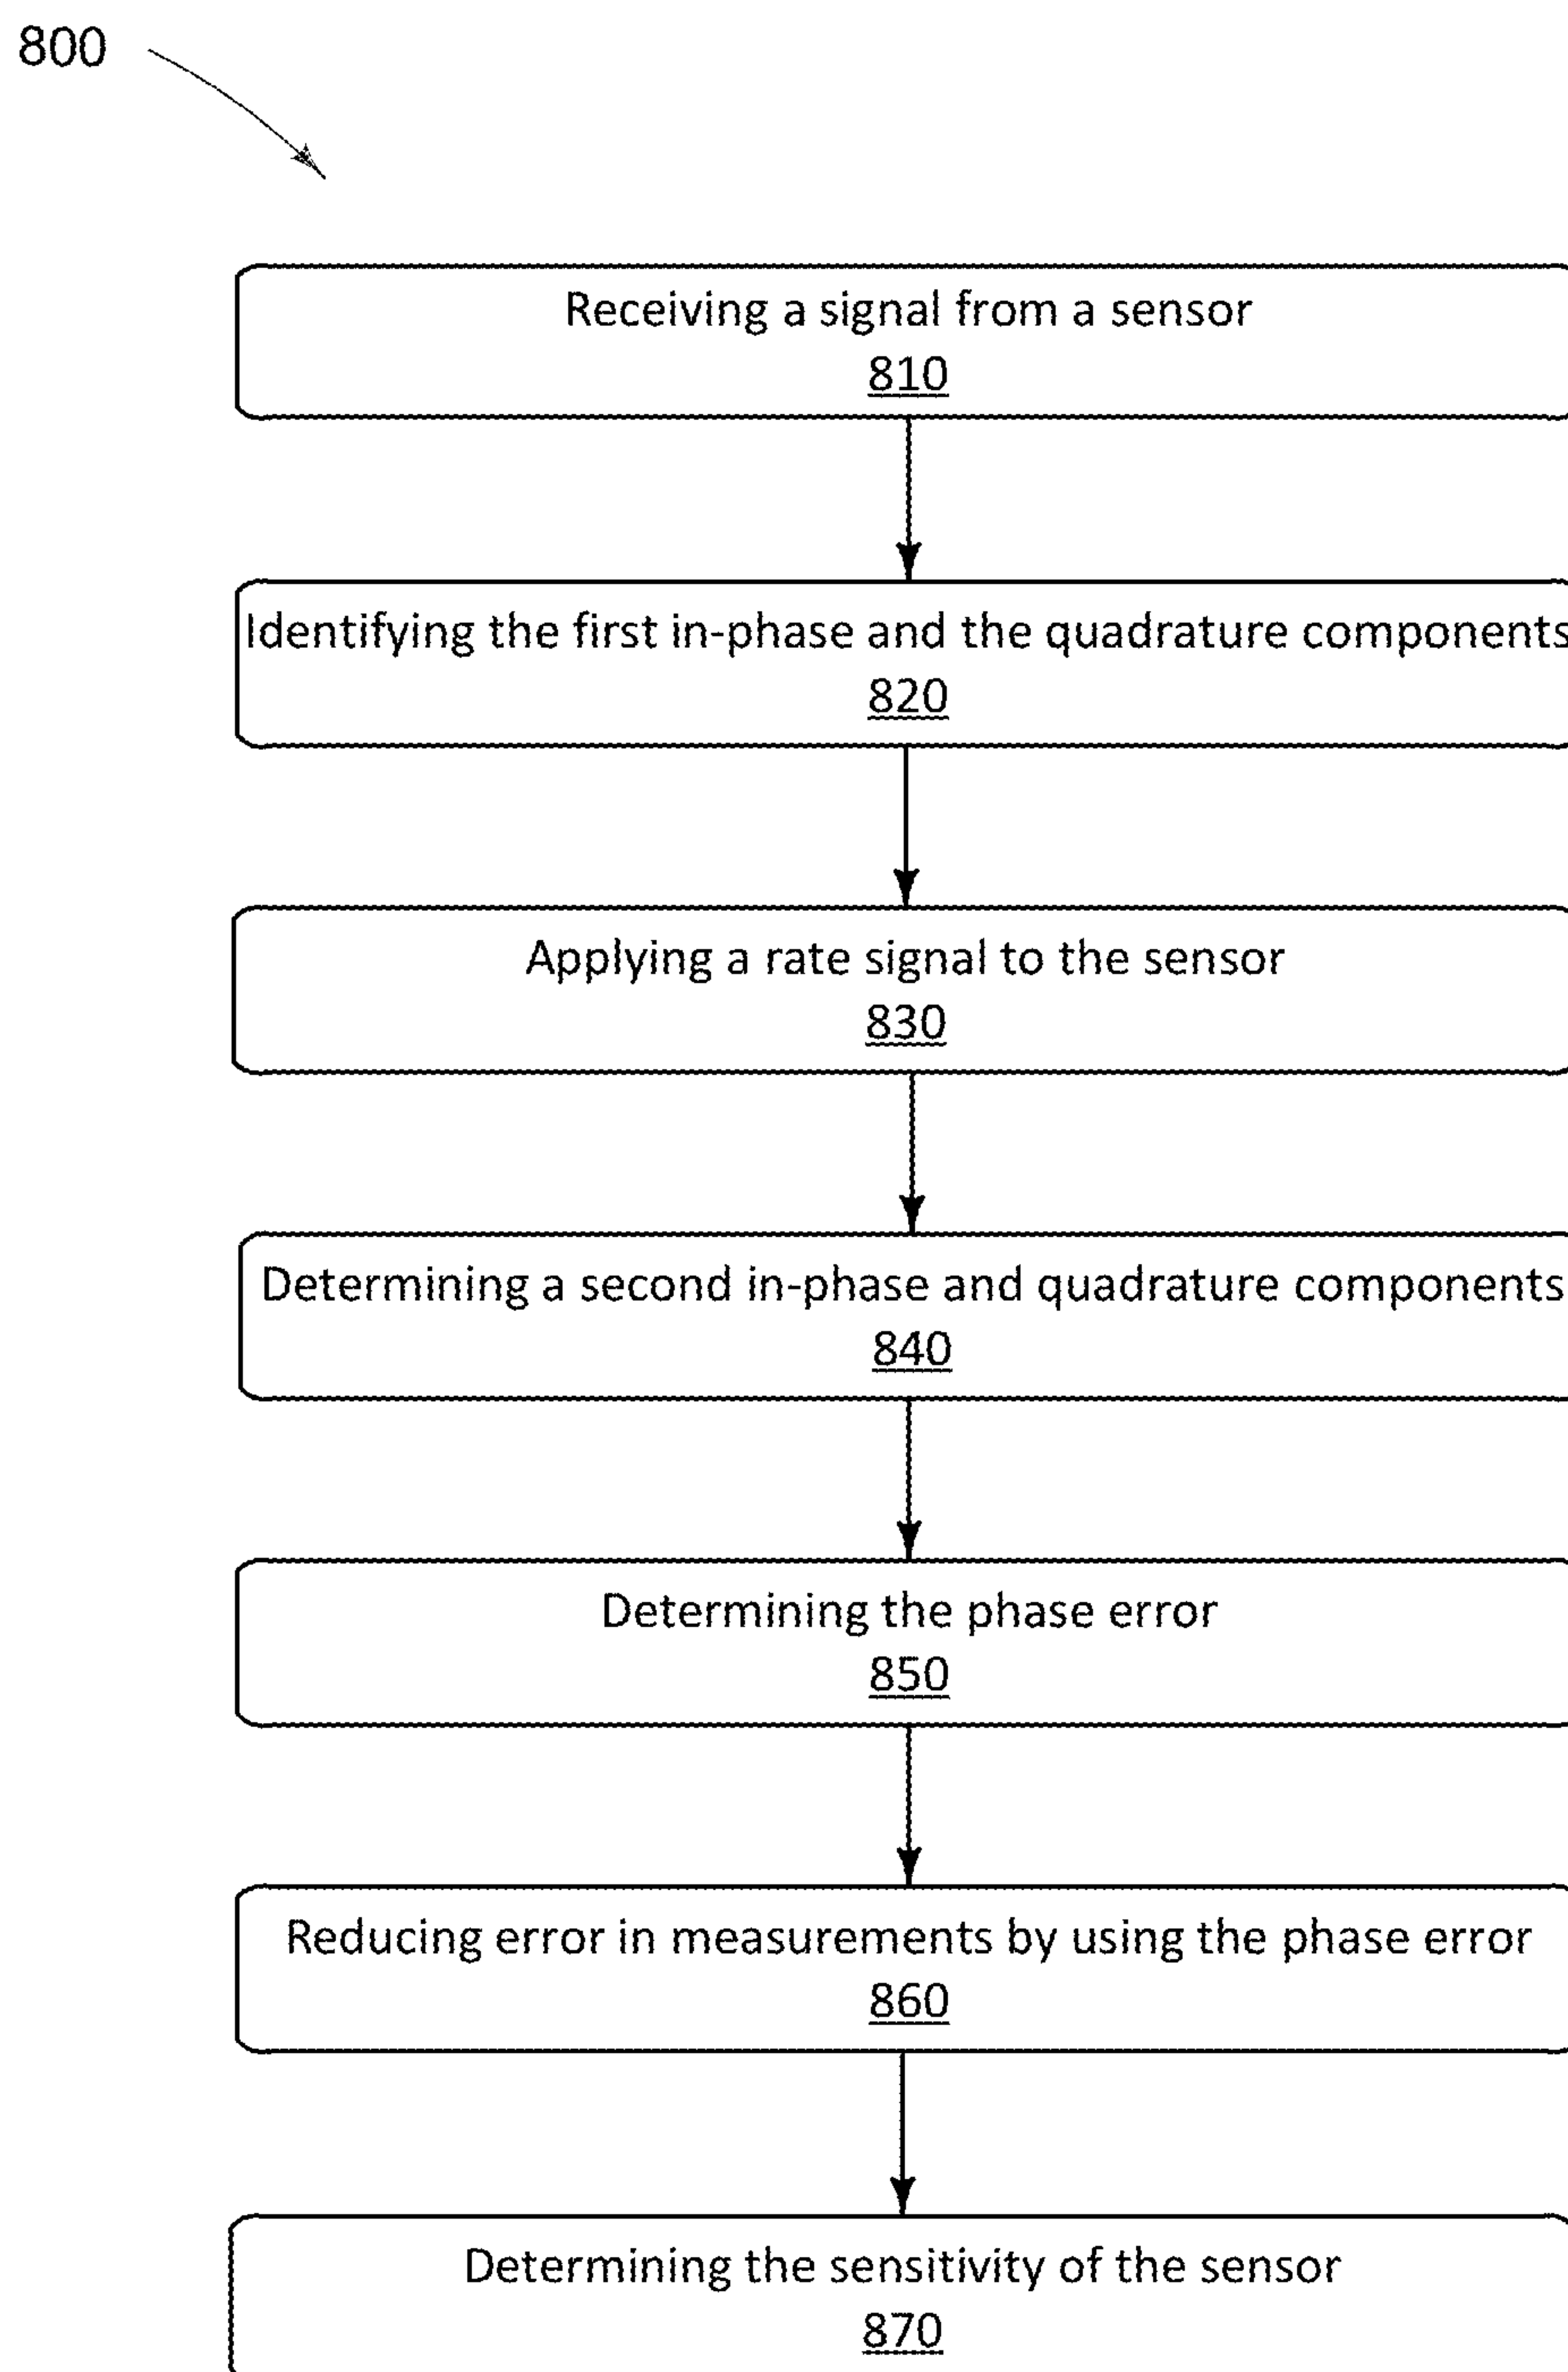 800
Receiving a signal from a sensor
810
Identifying the first in-phase and the quadrature components
820
Applying a rate signal to the sensor
830
Determining a second in-phase and quadrature components
840
Determining the phase error
850
Reducing error in measurements by using the phase error
860
Determining the sensitivity of the sensor
870